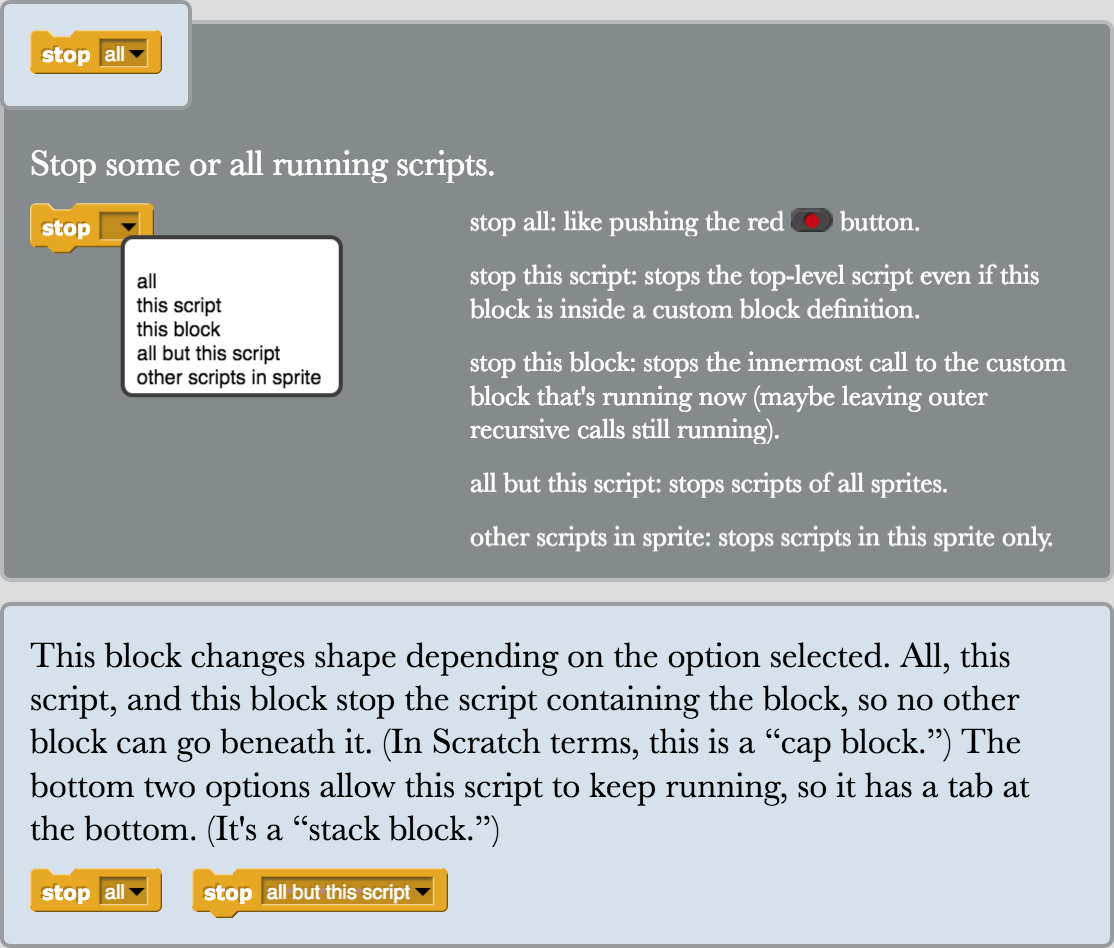 stop all
Stop some or all running scripts.
stop
all
this script
this block
all but this script
other scripts in sprite
stop all: like pushing the red button.
stop this script: stops the top-level script even if this
block is inside a custom block definition.
stop this block: stops the innermost call to the custom
block that's running now (maybe leaving outer
recursive calls still running).
all but this script: stops scripts of all sprites.
other scripts in sprite: stops scripts in this sprite only.
This block changes shape depending on the option selected. All, this
script, and this block stop the script containing the block, so no other
block can go beneath it. (In Scratch terms, this is a “cap block.”) The
bottom two options allow this script to keep running, so it has a tab at
the bottom. (It's a “stack block.”)
stop all stop all but this script